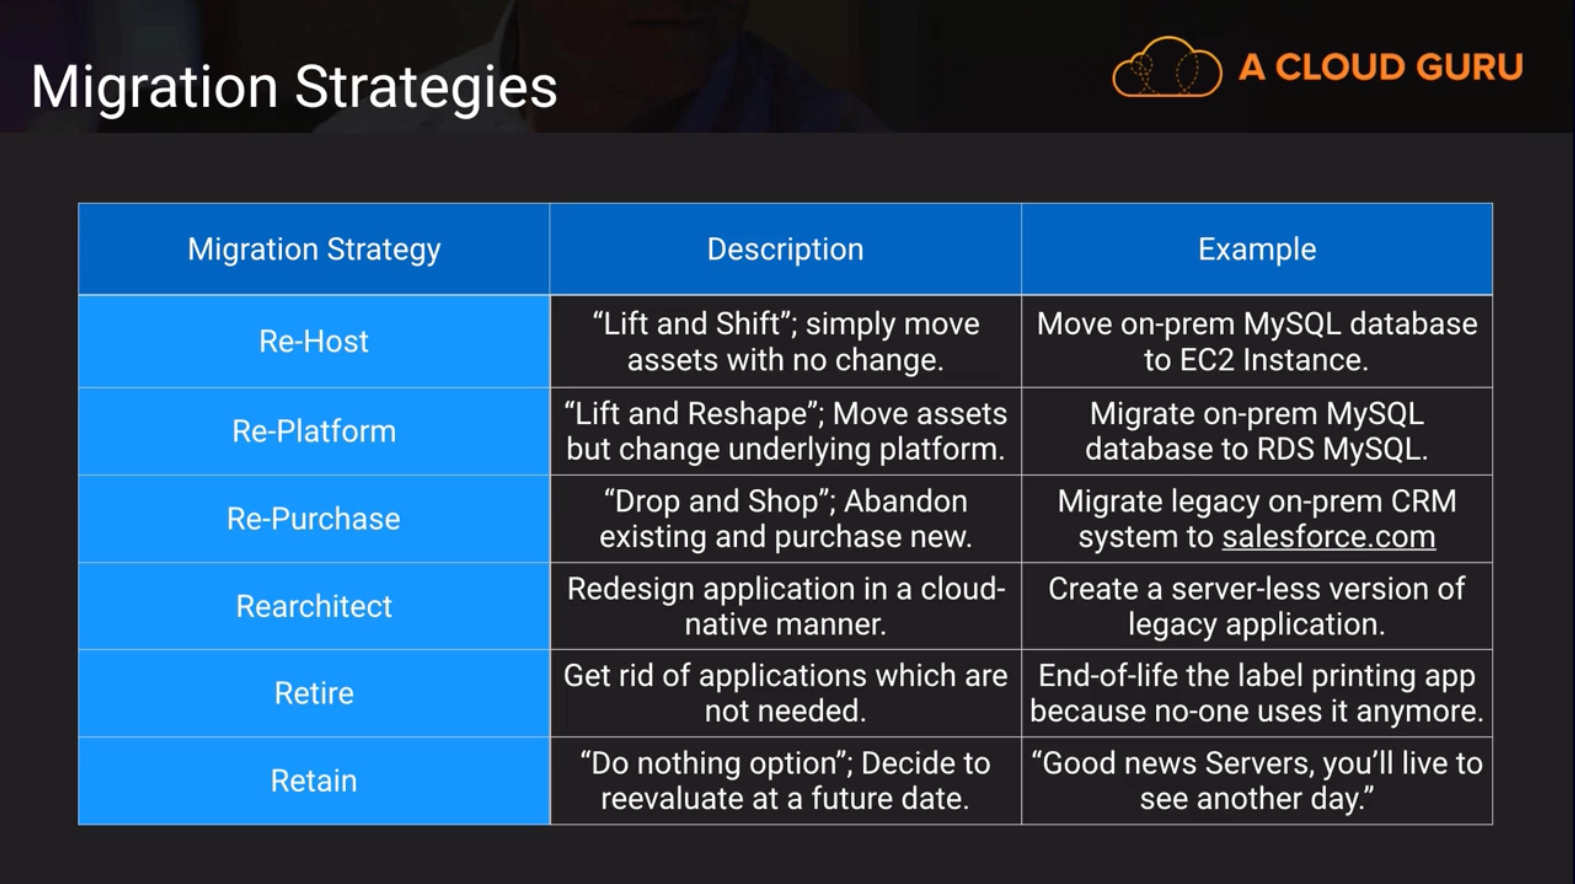 Migration Strategies
A CLOUD GURU
Migration Strategy
Description
Example
Re-Host
“Lift and Shift”; simply move
assets with no change.
Move on-prem MySQL database
to EC2 Instance.
Re-Platform
“Lift and Reshape”; Move assets
but change underlying platform.
Migrate on-prem MySQL
database to RDS MySQL.
Re-Purchase
“Drop and Shop”; Abandon
existing and purchase new.
Migrate legacy on-prem CRM
system to salesforce.com
Rearchitect
Redesign application in a cloud-
native manner.
Create a server-less version of
legacy application.
Retire
Get rid of applications which are
not needed.
End-of-life the label printing app
because no-one uses it anymore.
Retain
“Do nothing option”; Decide to
reevaluate at a future date.
“Good news Servers, you’ll live to
see another day.”